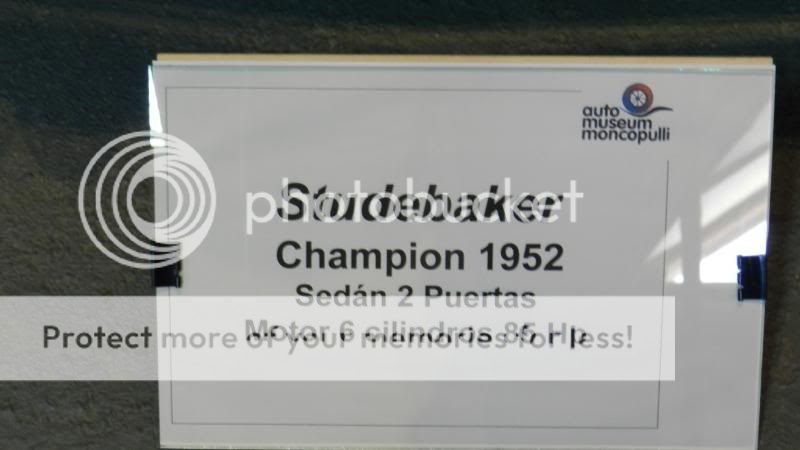 auto
museum
moncopulli
photobucket
Studebaker
Champion 1952
Sedán 2 Puertas
Motor 6 cilindros 85 Hp
Protect more of your memories for less!